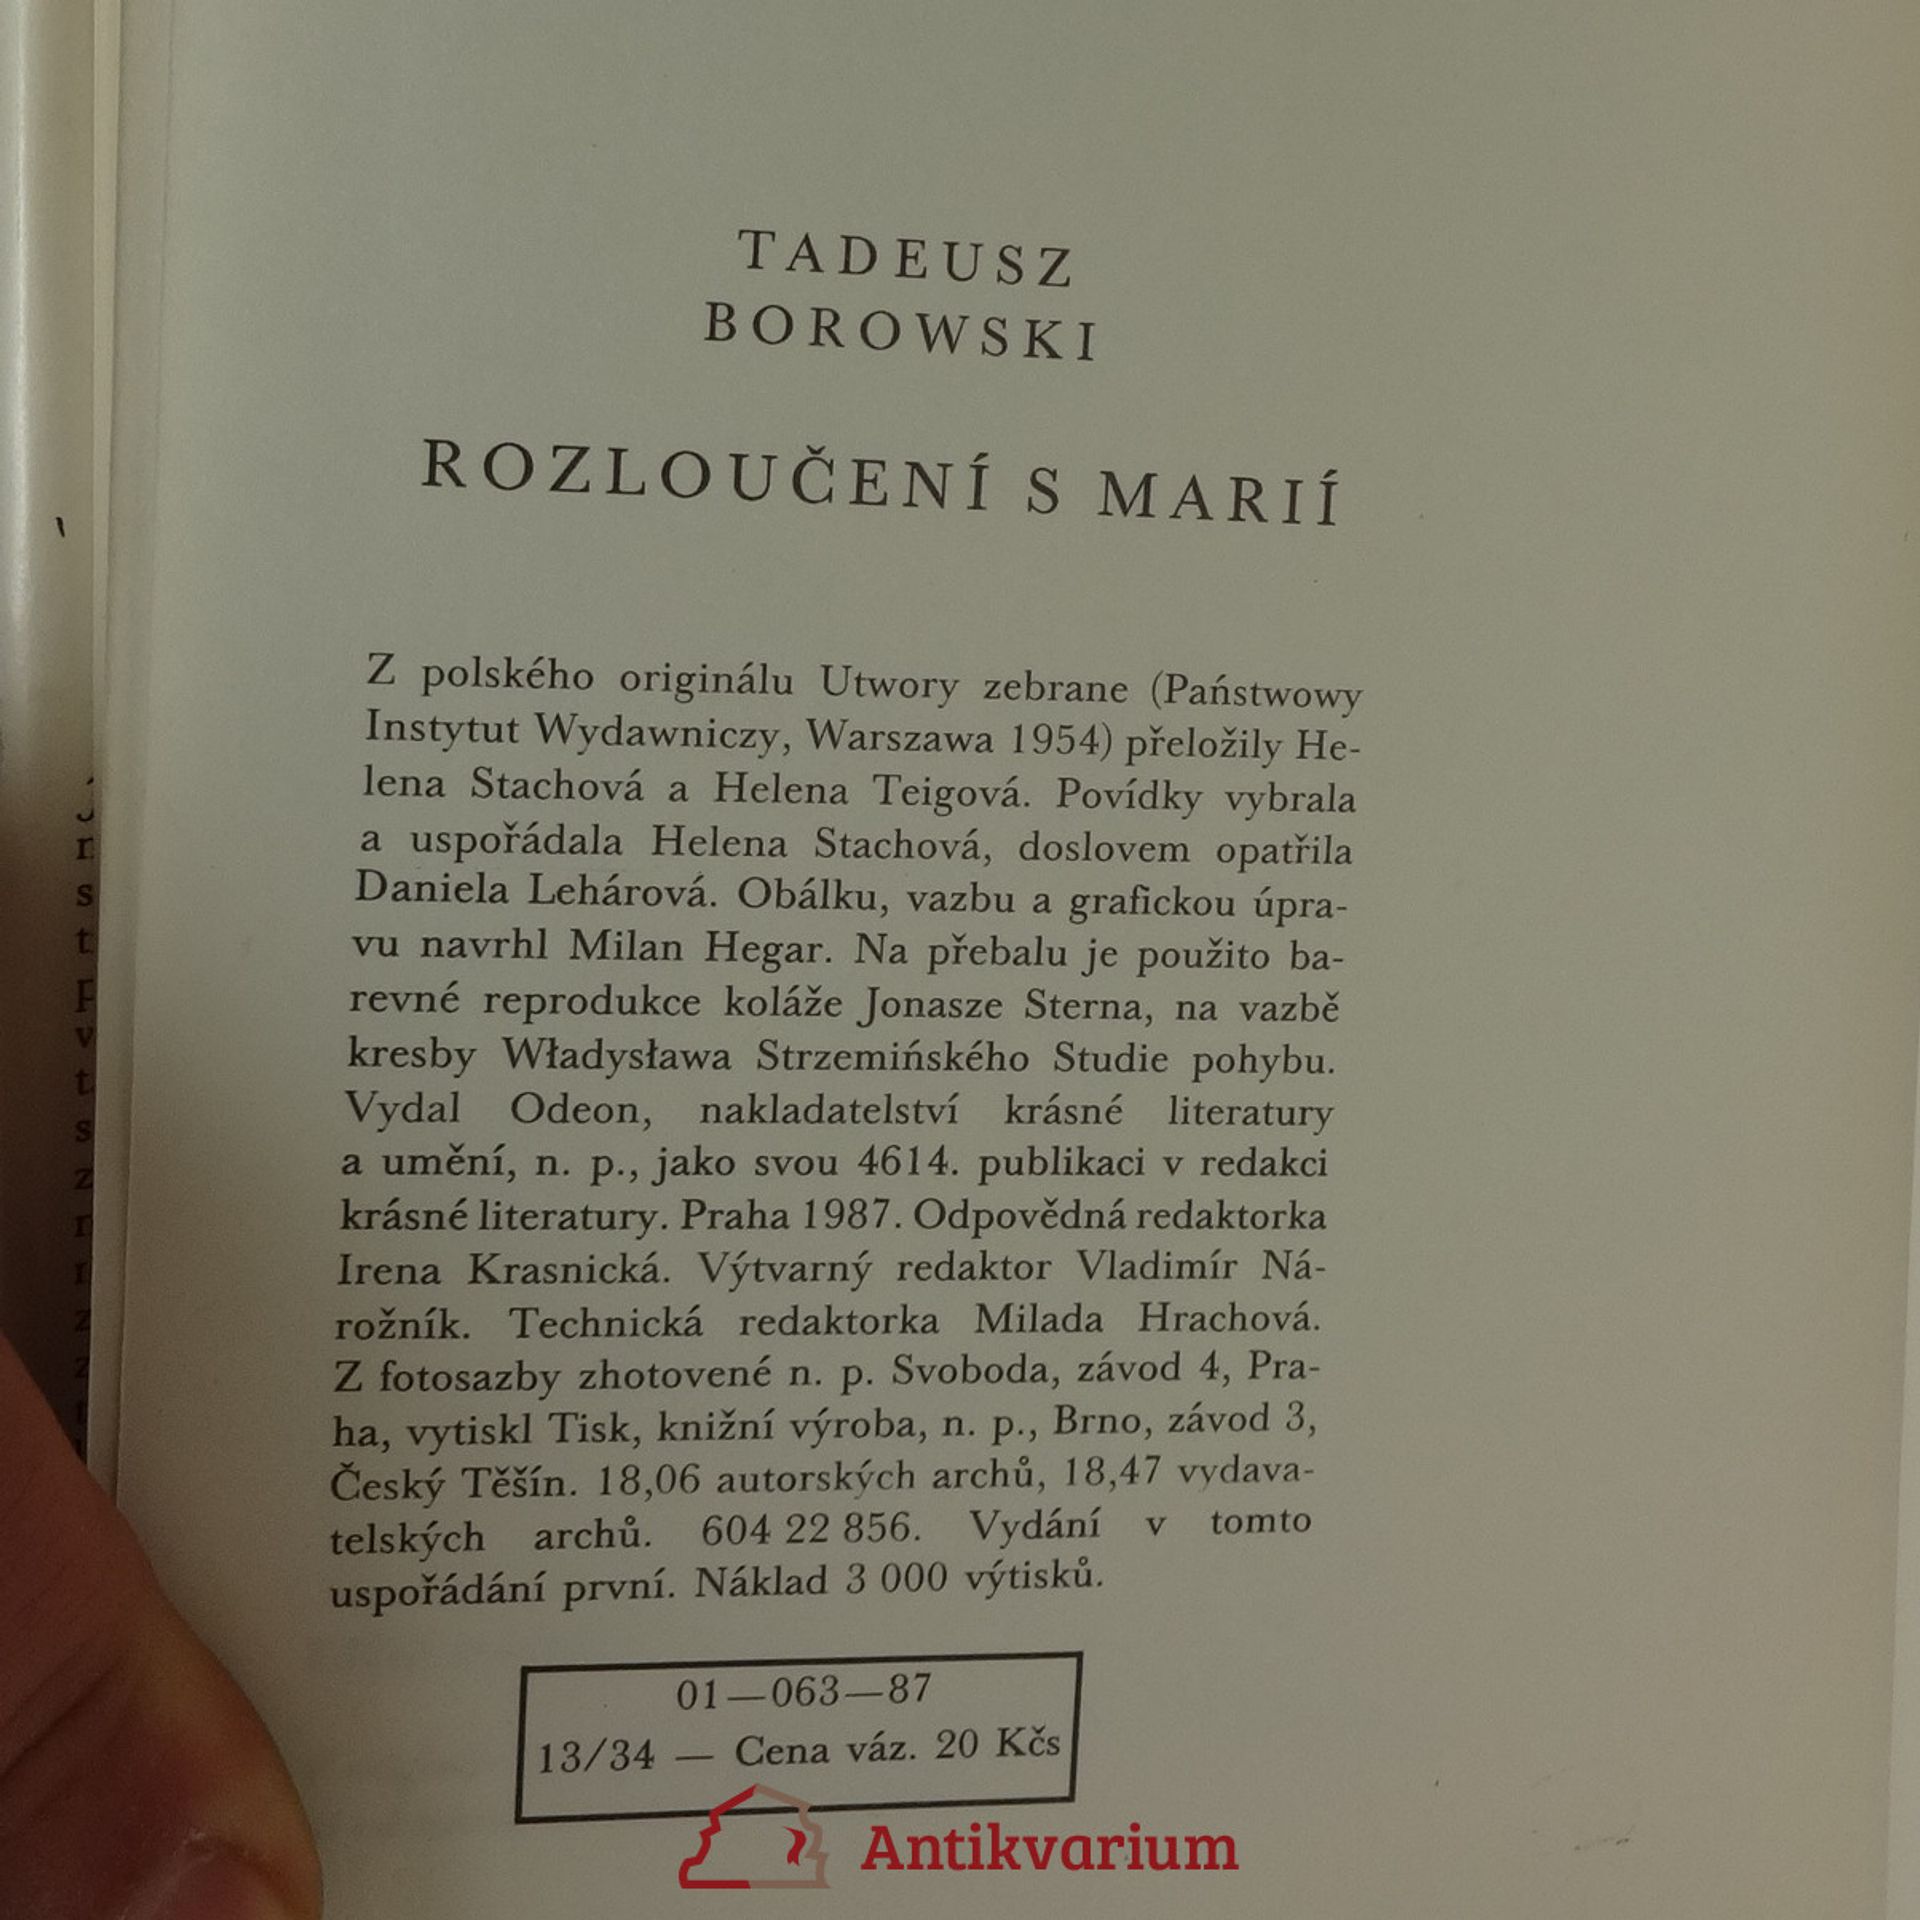 TADEUSZ
BOROWSKI
ROZLOUČENÍ S MARIÍ
Z polského originálu Utwory zebrane (Państwowy
Instytut Wydawniczy, Warszawa 1954) přeložily He-
lena Stachová a Helena Teigová. Povídky vybrala
a uspořádala Helena Stachová, doslovem opatřila
Daniela Lehárová. Obálku, vazbu a grafickou úpra-
vu navrhl Milan Hegar. Na přebalu je použito ba-
revné reprodukce koláže Jonasze Sterna, na vazbě
kresby Władysława Strzemińského Studie pohybu.
Vydal Odeon, nakladatelství krásné literatury
a umění, n. p., jako svou 4614. publikaci v redakci
krásné literatury. Praha 1987. Odpovědná redaktorka
Irena Krasnická. Výtvarný redaktor Vladimír Ná-
rožník. Technická redaktorka Milada Hrachová.
Z fotosazby zhotovené n. p. Svoboda, závod 4, Pra-
ha, vytiskl Tisk, knižní výroba, n. p., Brno, závod 3,
Český Těšín. 18,06 autorských archů, 18,47 vydava-
telských archů. 604 22 856. Vydání v tomto
uspořádání první. Náklad 3 000 výtisků.
01—063—87
13/34 — Cena váz. 20 Kčs
Antikvarium